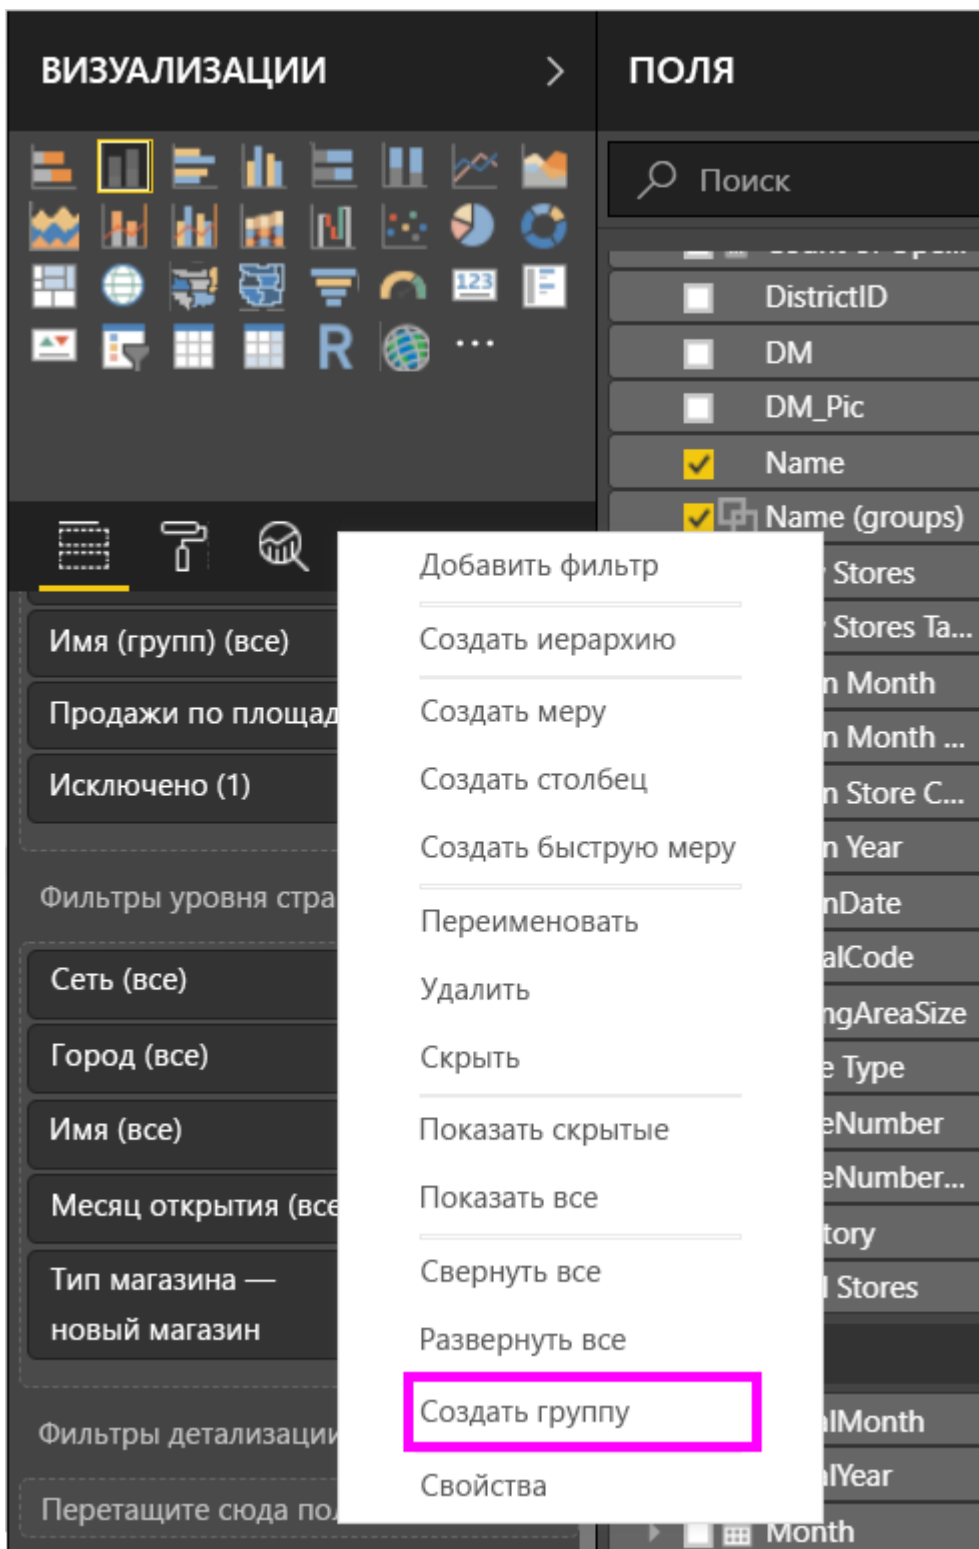 ВИЗУАЛИЗАЦИИ
123
R
Имя (групп) (все)
Продажи по площад
Исключено (1)
Фильтры уровня стра
Сеть (все)
Город (все)
Имя (все)
Месяц открытия (все
Тип магазина —
новый магазин
Фильтры детализации
Перетащите сюда по
Добавить фильтр
Создать иерархию
Создать меру
Создать столбец
Создать быструю меру
Переименовать
Удалить
Скрыть
Показать скрытые
Показать все
Свернуть все
Развернуть все
Создать группу
Свойства
ПОЛЯ
Поиск
DistrictID
DM
DM_Pic
Name
Name (groups)
Stores
Stores Ta...
n Month
n Month ...
n Store C...
n Year
nDate
alCode
ngAreaSize
e Type
eNumber
eNumber...
tory
l Stores
alMonth
alYear
Month